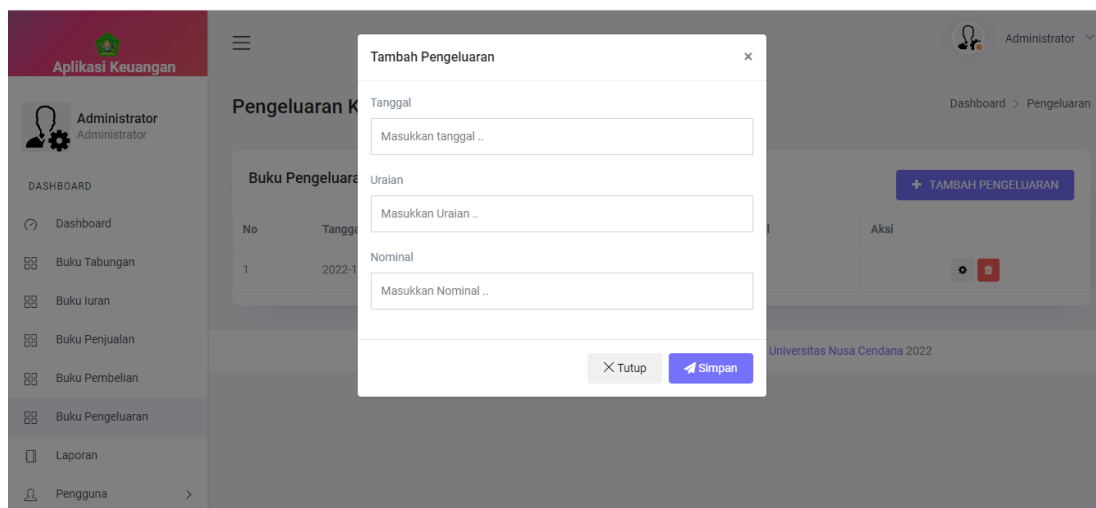 Aplikasi Keuangan
Administrator
Administrator
DASHBOARD
Dashboard
Buku Tabungan
Buku Iuran
Buku Penjualan
Buku Pembelian
Buku Pengeluaran
Laporan
Pengguna
Administrator
Pengeluaran K
Dashboard > Pengeluaran
Buku Pengeluara
+ TAMBAH PENGELUARAN
No Tangga l Aksi
1 2022-1
Universitas Nusa Cendana 2022
Tambah Pengeluaran ×
Tanggal
Masukkan tanggal ..
Uraian
Masukkan Uraian ..
Nominal
Masukkan Nominal ..
Tutup Simpan